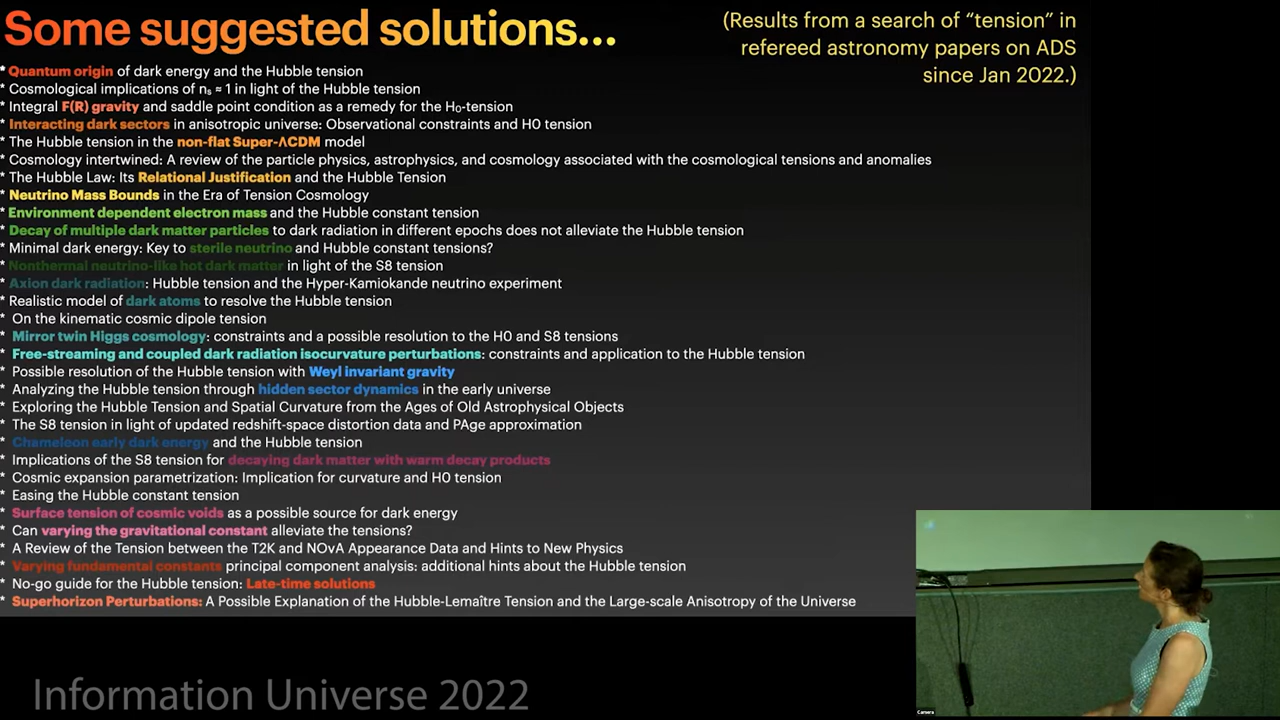 Some suggested solutions...
(Results from a search of “tension” in
refereed astronomy papers on ADS
since Jan 2022.)
* Quantum origin of dark energy and the Hubble tension
* Cosmological implications of nₛ ≈ 1 in light of the Hubble tension
* Integral F(R) gravity and saddle point condition as a remedy for the H₀-tension
* Interacting dark sectors in anisotropic universe: Observational constraints and H0 tension
* The Hubble tension in the non-flat Super-ΛCDM model
* Cosmology intertwined: A review of the particle physics, astrophysics, and cosmology associated with the cosmological tensions and anomalies
* The Hubble Law: Its Relational Justification and the Hubble Tension
* Neutrino Mass Bounds in the Era of Tension Cosmology
* Environment dependent electron mass and the Hubble constant tension
* Decay of multiple dark matter particles to dark radiation in different epochs does not alleviate the Hubble tension
* Minimal dark energy: Key to sterile neutrino and Hubble constant tensions?
* Nonthermal neutrino-like hot dark matter in light of the S8 tension
* Axion dark radiation: Hubble tension and the Hyper-Kamiokande neutrino experiment
* Realistic model of dark atoms to resolve the Hubble tension
* On the kinematic cosmic dipole tension
* Mirror twin Higgs cosmology: constraints and a possible resolution to the H0 and S8 tensions
* Free-streaming and coupled dark radiation isocurvature perturbations: constraints and application to the Hubble tension
* Possible resolution of the Hubble tension with Weyl invariant gravity
* Analyzing the Hubble tension through hidden sector dynamics in the early universe
* Exploring the Hubble Tension and Spatial Curvature from the Ages of Old Astrophysical Objects
* The S8 tension in light of updated redshift-space distortion data and PAge approximation
* Chameleon early dark energy and the Hubble tension
* Implications of the S8 tension for decaying dark matter with warm decay products
* Cosmic expansion parametrization: Implication for curvature and H0 tension
* Easing the Hubble constant tension
* Surface tension of cosmic voids as a possible source for dark energy
* Can varying the gravitational constant alleviate the tensions?
* A Review of the Tension between the T2K and NOvA Appearance Data and Hints to New Physics
* Varying fundamental constants principal component analysis: additional hints about the Hubble tension
* No-go guide for the Hubble tension: Late-time solutions
* Superhorizon Perturbations: A Possible Explanation of the Hubble-Lemaître Tension and the Large-scale Anisotropy of the Universe
Information Universe 2022
Camera